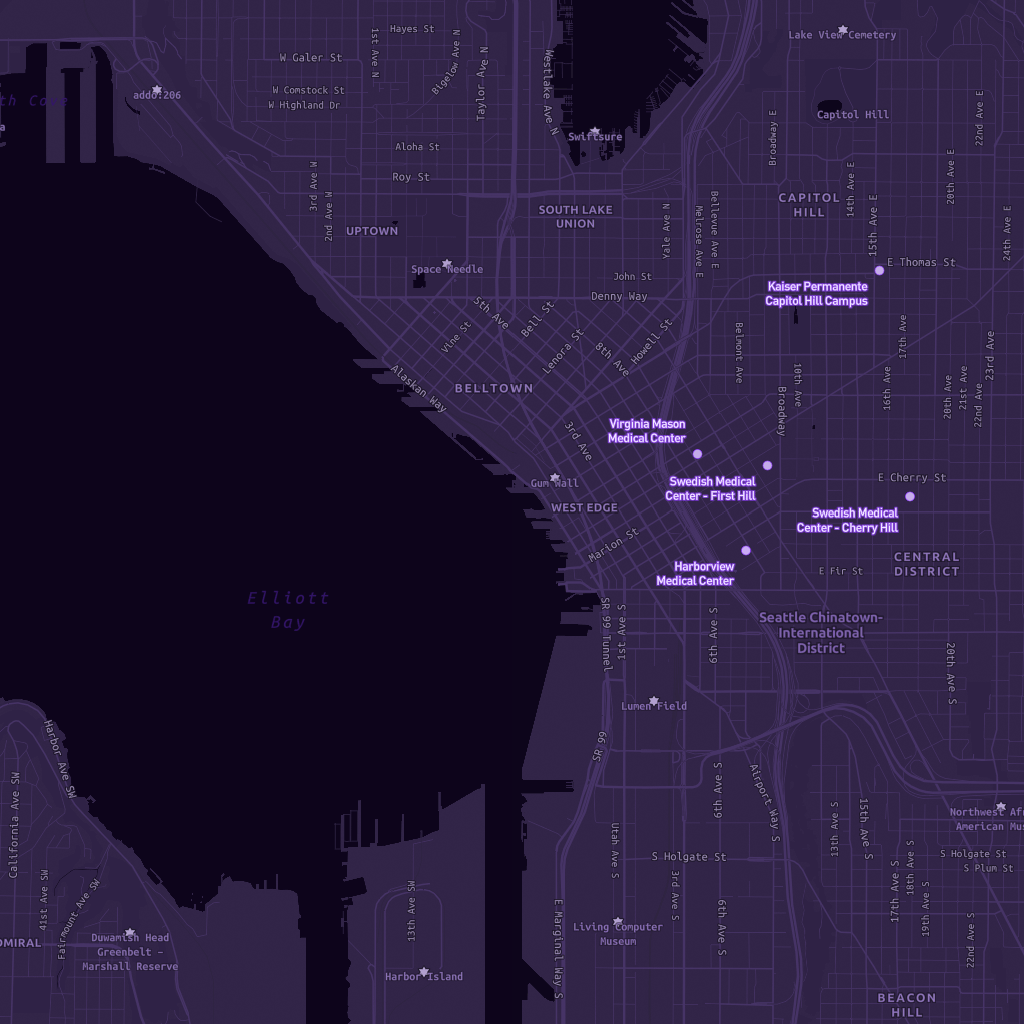 Hayes St
Lake View Cemetery
1st Ave N
Bigelow Ave N
Taylor Ave N
Westlake Ave N
W Galer St
W Comstock St
W Highland Dr
addo:206
Swiftsure
Capitol Hill
Broadway E
22nd Ave E
Aloha St
Roy St
3rd Ave N
2nd Ave N
14th Ave E
20th Ave E
CAPITOL
HILL
SOUTH LAKE
UNION
UPTOWN
Yale Ave N
Melrose Ave E
Bellevue Ave E
15th Ave E
24th Ave E
Space Needle
John St
Denny Way
E Thomas St
Kaiser Permanente
Capitol Hill Campus
5th Ave
Bell St
Vine St
Lenora St
8th Ave
Howell St
Belmont Ave
17th Ave
23rd Ave
Alaskan Way
BELLTOWN
10th Ave
16th Ave
20th Ave
21st Ave
22nd Ave
Broadway
3rd Ave
Virginia Mason
Medical Center
Gum Wall
Swedish Medical
Center - First Hill
E Cherry St
WEST EDGE
Swedish Medical
Center - Cherry Hill
Marion St
Harborview
Medical Center
E Fir St
CENTRAL
DISTRICT
Elliott
Bay
SR 99 Tunnel
1st Ave S
6th Ave S
Seattle Chinatown-
International
District
20th Ave S
Lumen Field
SR 99
Harbor Ave SW
California Ave SW
6th Ave S
Airport Way S
13th Ave S
15th Ave S
Northwest Afr
American Mus
Utah Ave S
S Holgate St
S Holgate St
S Plum St
3rd Ave S
6th Ave S
17th Ave S
18th Ave S
19th Ave S
22nd Ave S
41st Ave SW
Fairmount Ave SW
13th Ave SW
E Marginal Way S
Living Computer
Museum
DMIRAL
Duwamish Head
Greenbelt -
Marshall Reserve
Harbor Island
BEACON
HILL